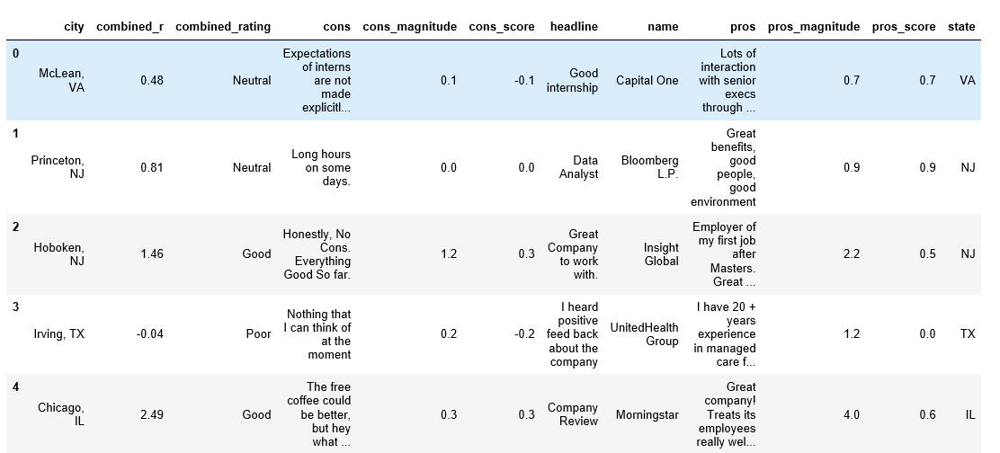 city combined_r combined_rating cons cons_magnitude cons_score headline name pros pros_magnitude pros_score state
0
McLean,
VA
0.48
Neutral
Expectations
of interns
are not
made
explicitl...
0.1
-0.1
Good
internship
Capital One
Lots of
interaction
with senior
execs
through ...
0.7
0.7
VA
1
Princeton,
NJ
0.81
Neutral
Long hours
on some
days.
0.0
0.0
Data
Analyst
Bloomberg
L.P.
Great
benefits,
good
people,
good
environment
0.9
0.9
NJ
2
Hoboken,
NJ
1.46
Good
Honestly, No
Cons.
Everything
Good So far.
1.2
0.3
Great
Company
to work
with.
Insight
Global
Employer of
my first job
after
Masters.
Great ...
2.2
0.5
NJ
3
Irving, TX
-0.04
Poor
Nothing that
I can think of
at the
moment
0.2
-0.2
I heard
positive
feed back
about the
company
UnitedHealth
Group
I have 20 +
years
experience
in managed
care f...
1.2
0.0
TX
4
Chicago,
IL
2.49
Good
The free
coffee could
be better,
but hey
what ...
0.3
0.3
Company
Review
Morningstar
Great
company!
Treats its
employees
really wel...
4.0
0.6
IL